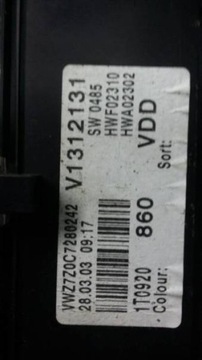 VWZ7Z0C7280242 V1312131
28.03.03 09:17 SW 0485
HWF02310
HWA02302
1T0920 860 VDD
Colour: Sort: